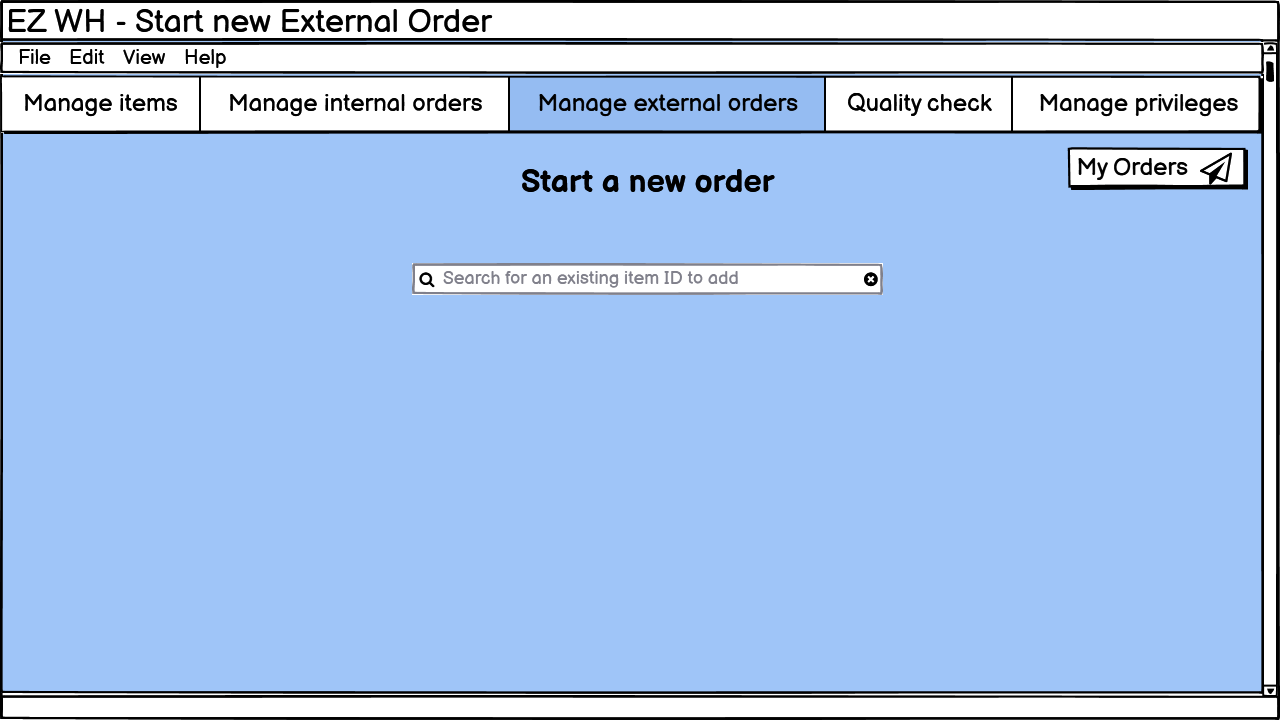 EZ WH - Start new External Order
File Edit View Help
Manage items Manage internal orders Manage external orders Quality check Manage privileges
My Orders
Start a new order
Search for an existing item ID to add